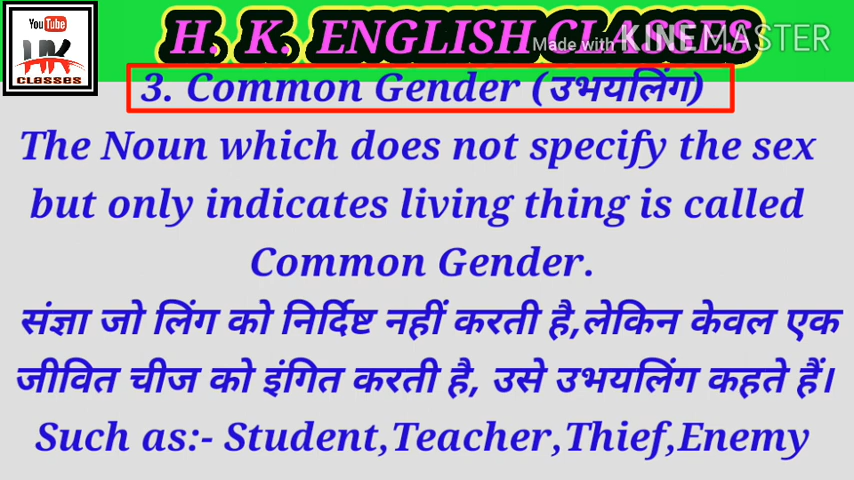 YouTube
HK
CLASSES
H. K. ENGLISH CLASSES
Made with KINEMASTER
3. Common Gender (उभयलिंग)
The Noun which does not specify the sex
but only indicates living thing is called
Common Gender.
संज्ञा जो लिंग को निर्दिष्ट नहीं करती है,लेकिन केवल एक
जीवित चीज को इंगित करती है, उसे उभयलिंग कहते हैं।
Such as:- Student,Teacher,Thief,Enemy